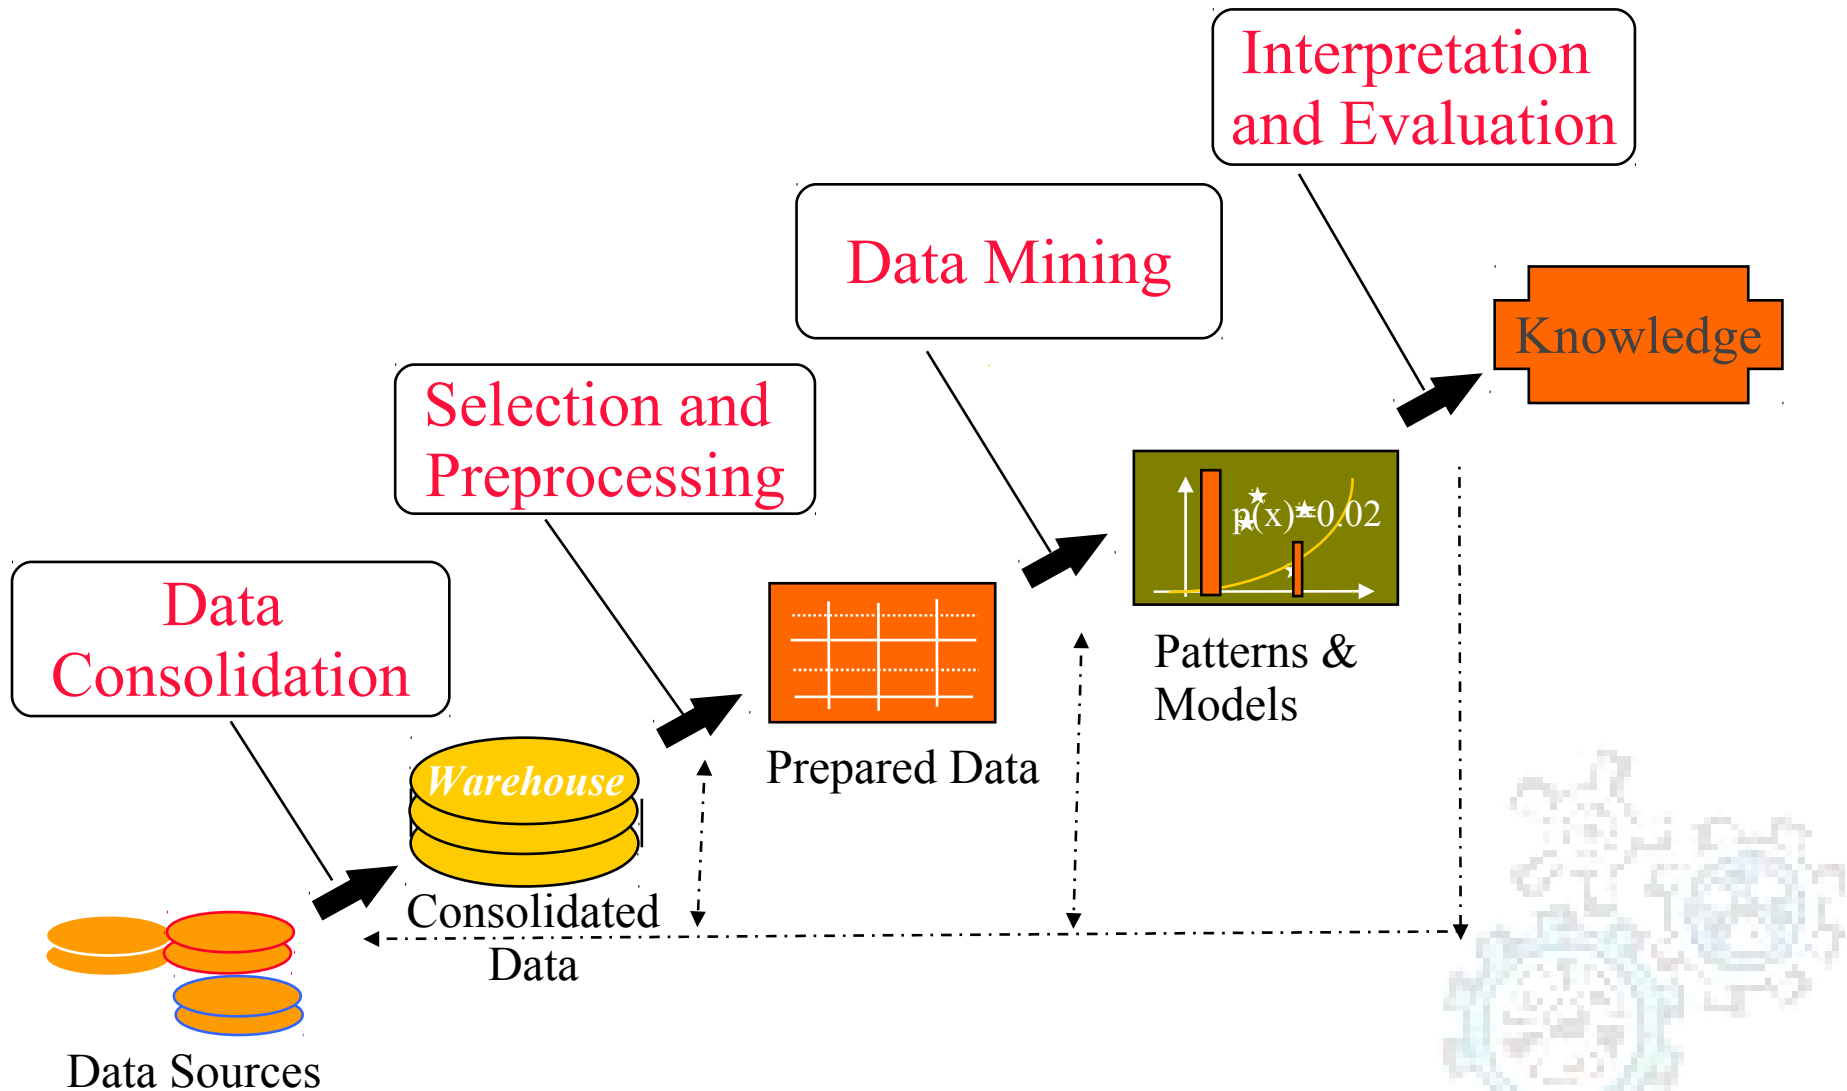 Interpretation
and Evaluation
Data Mining
Knowledge
Selection and
Preprocessing
p(x)=0.02
Data
Consolidation
Patterns &
Models
Warehouse
Prepared Data
Consolidated
Data
Data Sources